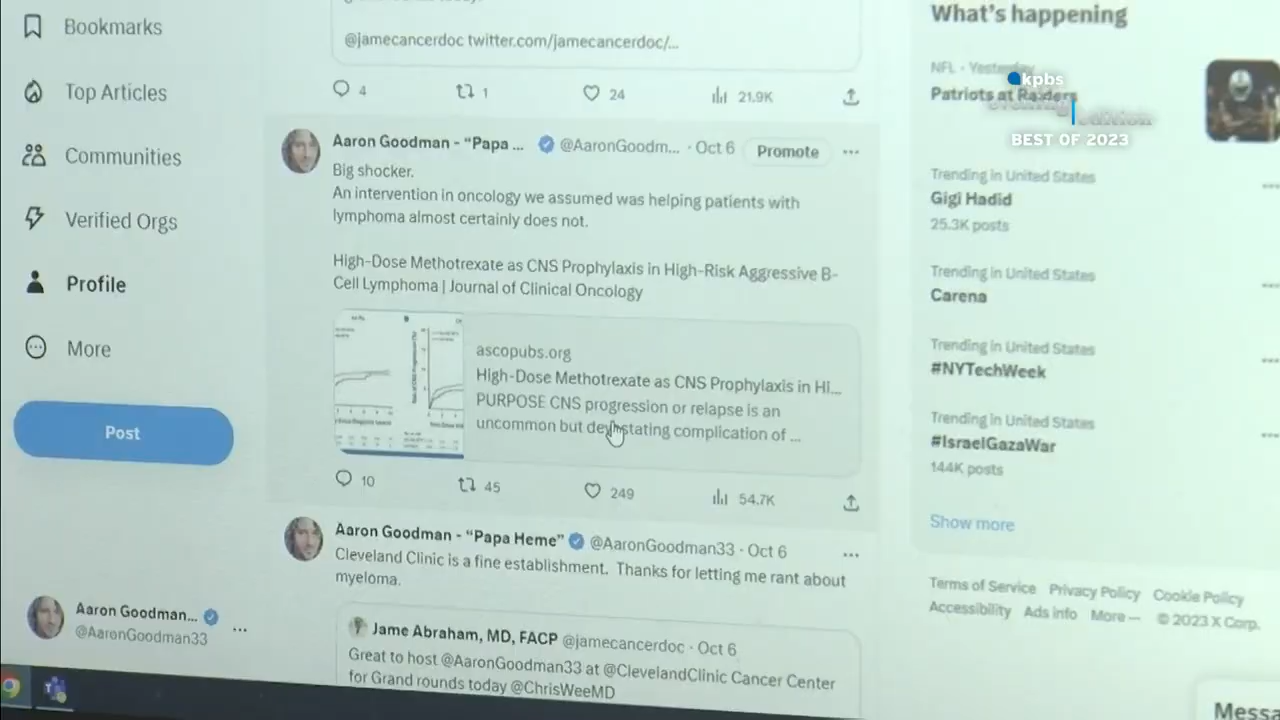 Bookmarks
Top Articles
Communities
Verified Orgs
Profile
More
Post
Aaron Goodman...
@AaronGoodman33
@jamecancerdoc twitter.com/jamecancerdoc/...
4
1
24
21.9K
Aaron Goodman - “Papa ... @AaronGoodm... · Oct 6
Promote
Big shocker.
An intervention in oncology we assumed was helping patients with
lymphoma almost certainly does not.
High-Dose Methotrexate as CNS Prophylaxis in High-Risk Aggressive B-
Cell Lymphoma | Journal of Clinical Oncology
ascopubs.org
High-Dose Methotrexate as CNS Prophylaxis in Hi...
PURPOSE CNS progression or relapse is an
uncommon but devastating complication of ...
10
45
249
54.7K
Aaron Goodman - “Papa Heme” @AaronGoodman33 · Oct 6
Cleveland Clinic is a fine establishment. Thanks for letting me rant about
myeloma.
Jame Abraham, MD, FACP @jamecancerdoc · Oct 6
Great to host @AaronGoodman33 at @ClevelandClinic Cancer Center
for Grand rounds today @ChrisWeeMD
What’s happening
NFL · Yesterday
Patriots at Raiders
kpbs
evening edition
BEST OF 2023
Trending in United States
Gigi Hadid
25.3K posts
Trending in United States
Carena
Trending in United States
#NYTechWeek
Trending in United States
#IsraelGazaWar
144K posts
Show more
Terms of Service Privacy Policy Cookie Policy
Accessibility Ads info More ... © 2023 X Corp.